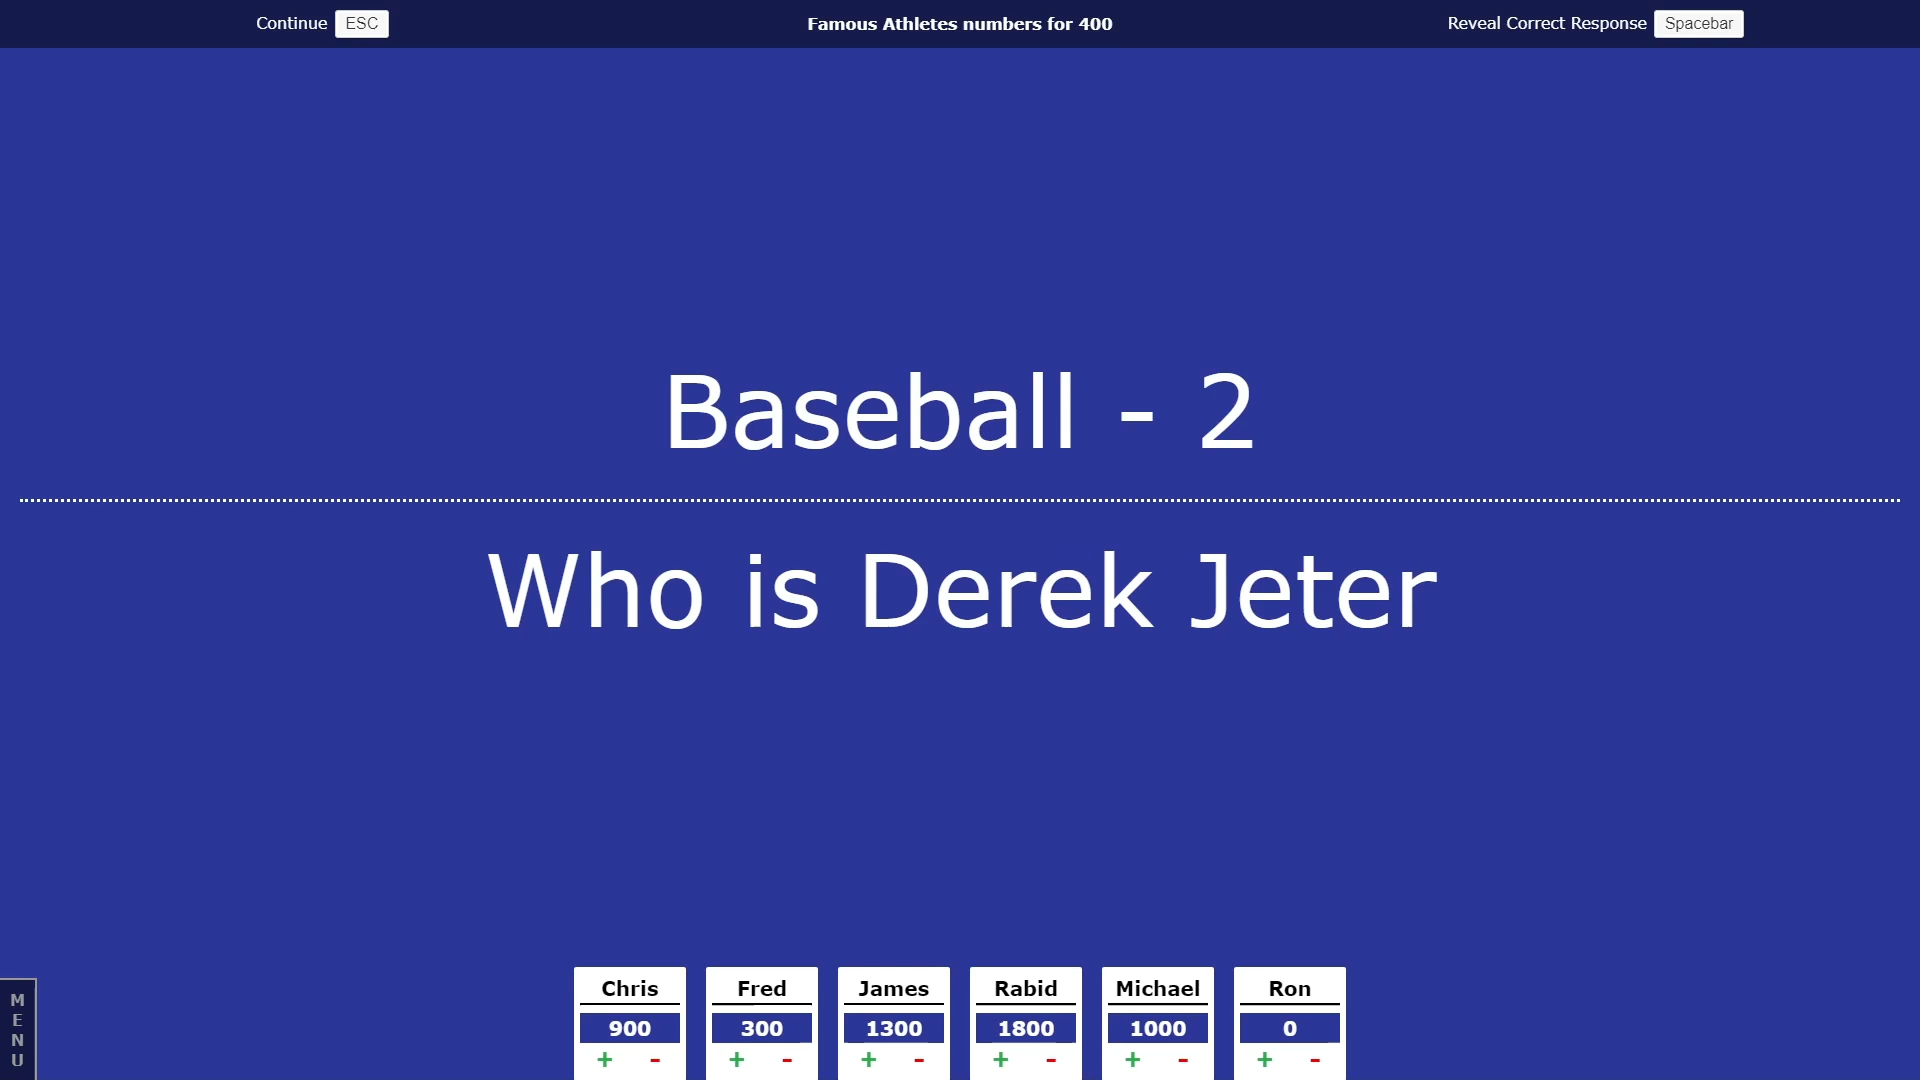 Continue ESC Famous Athletes numbers for 400 Reveal Correct Response Spacebar
Baseball - 2
Who is Derek Jeter
Chris Fred James Rabid Michael Ron
900 300 1300 1800 1000 0
+ - + - + - + - + - + -
MENU